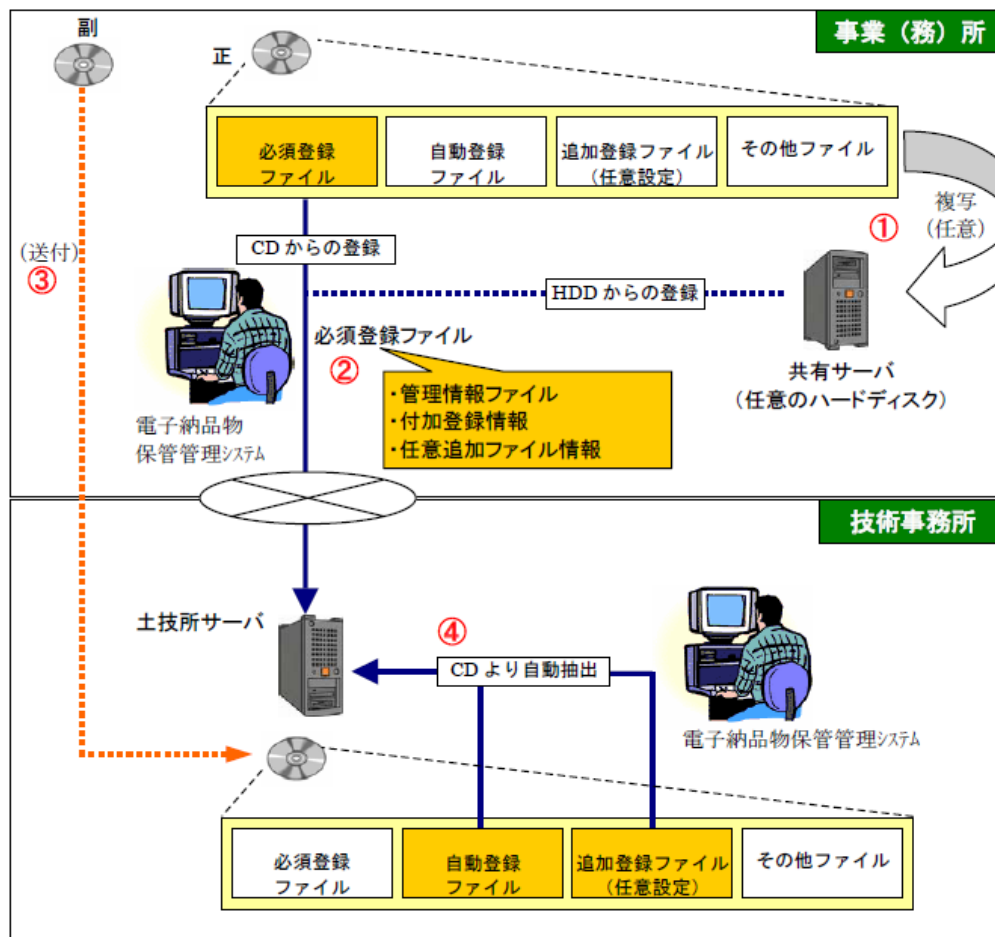 副
正
事業（務）所
必須登録
ファイル
自動登録
ファイル
追加登録ファイル
（任意設定）
その他ファイル
複写
（任意）
①
（送付）
③
CDからの登録
HDDからの登録
必須登録ファイル
②
・管理情報ファイル
・付加登録情報
・任意追加ファイル情報
共有サーバ
（任意のハードディスク）
電子納品物
保管管理システム
技術事務所
土技所サーバ
④
CDより自動抽出
電子納品物保管管理システム
必須登録
ファイル
自動登録
ファイル
追加登録ファイル
（任意設定）
その他ファイル